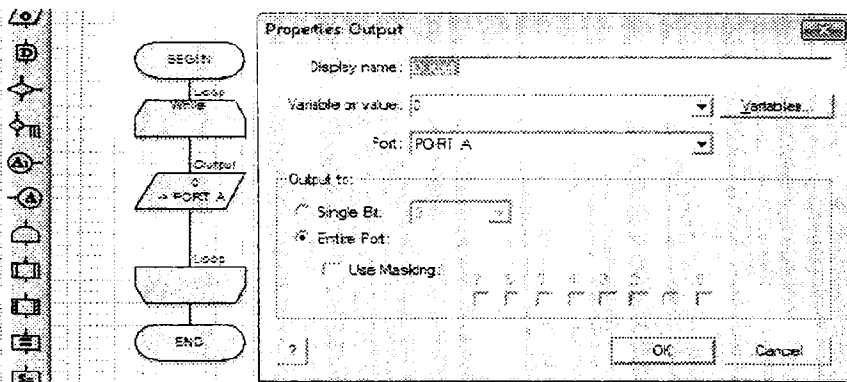 Properties: Output
Display name:
Variable or value: 0
Variables...
Port: PORT A
Output to:
Single Bit:
Entire Port:
Use Masking:
?
OK
Cancel
BEGIN
Loop
While
Output
0
-> PORT A
Loop
END